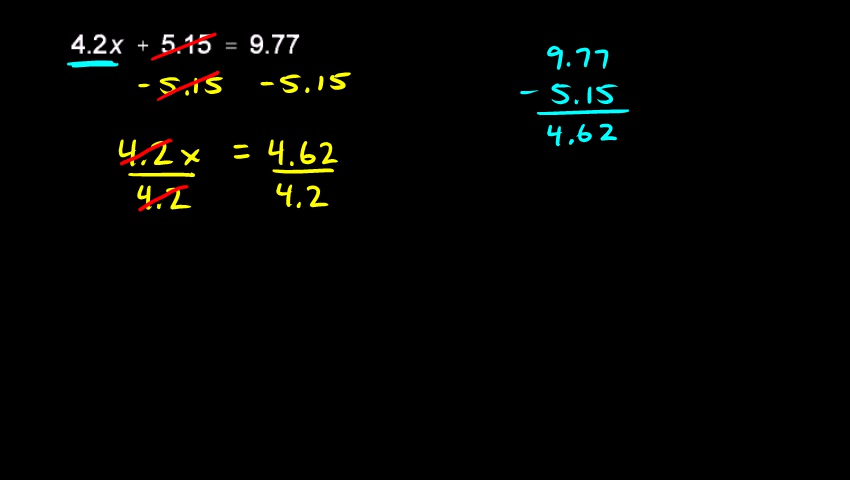 4.2x + 5.15 = 9.77
-5.15 -5.15
4.2x = 4.62
4.2 4.2
9.77
- 5.15
4.62